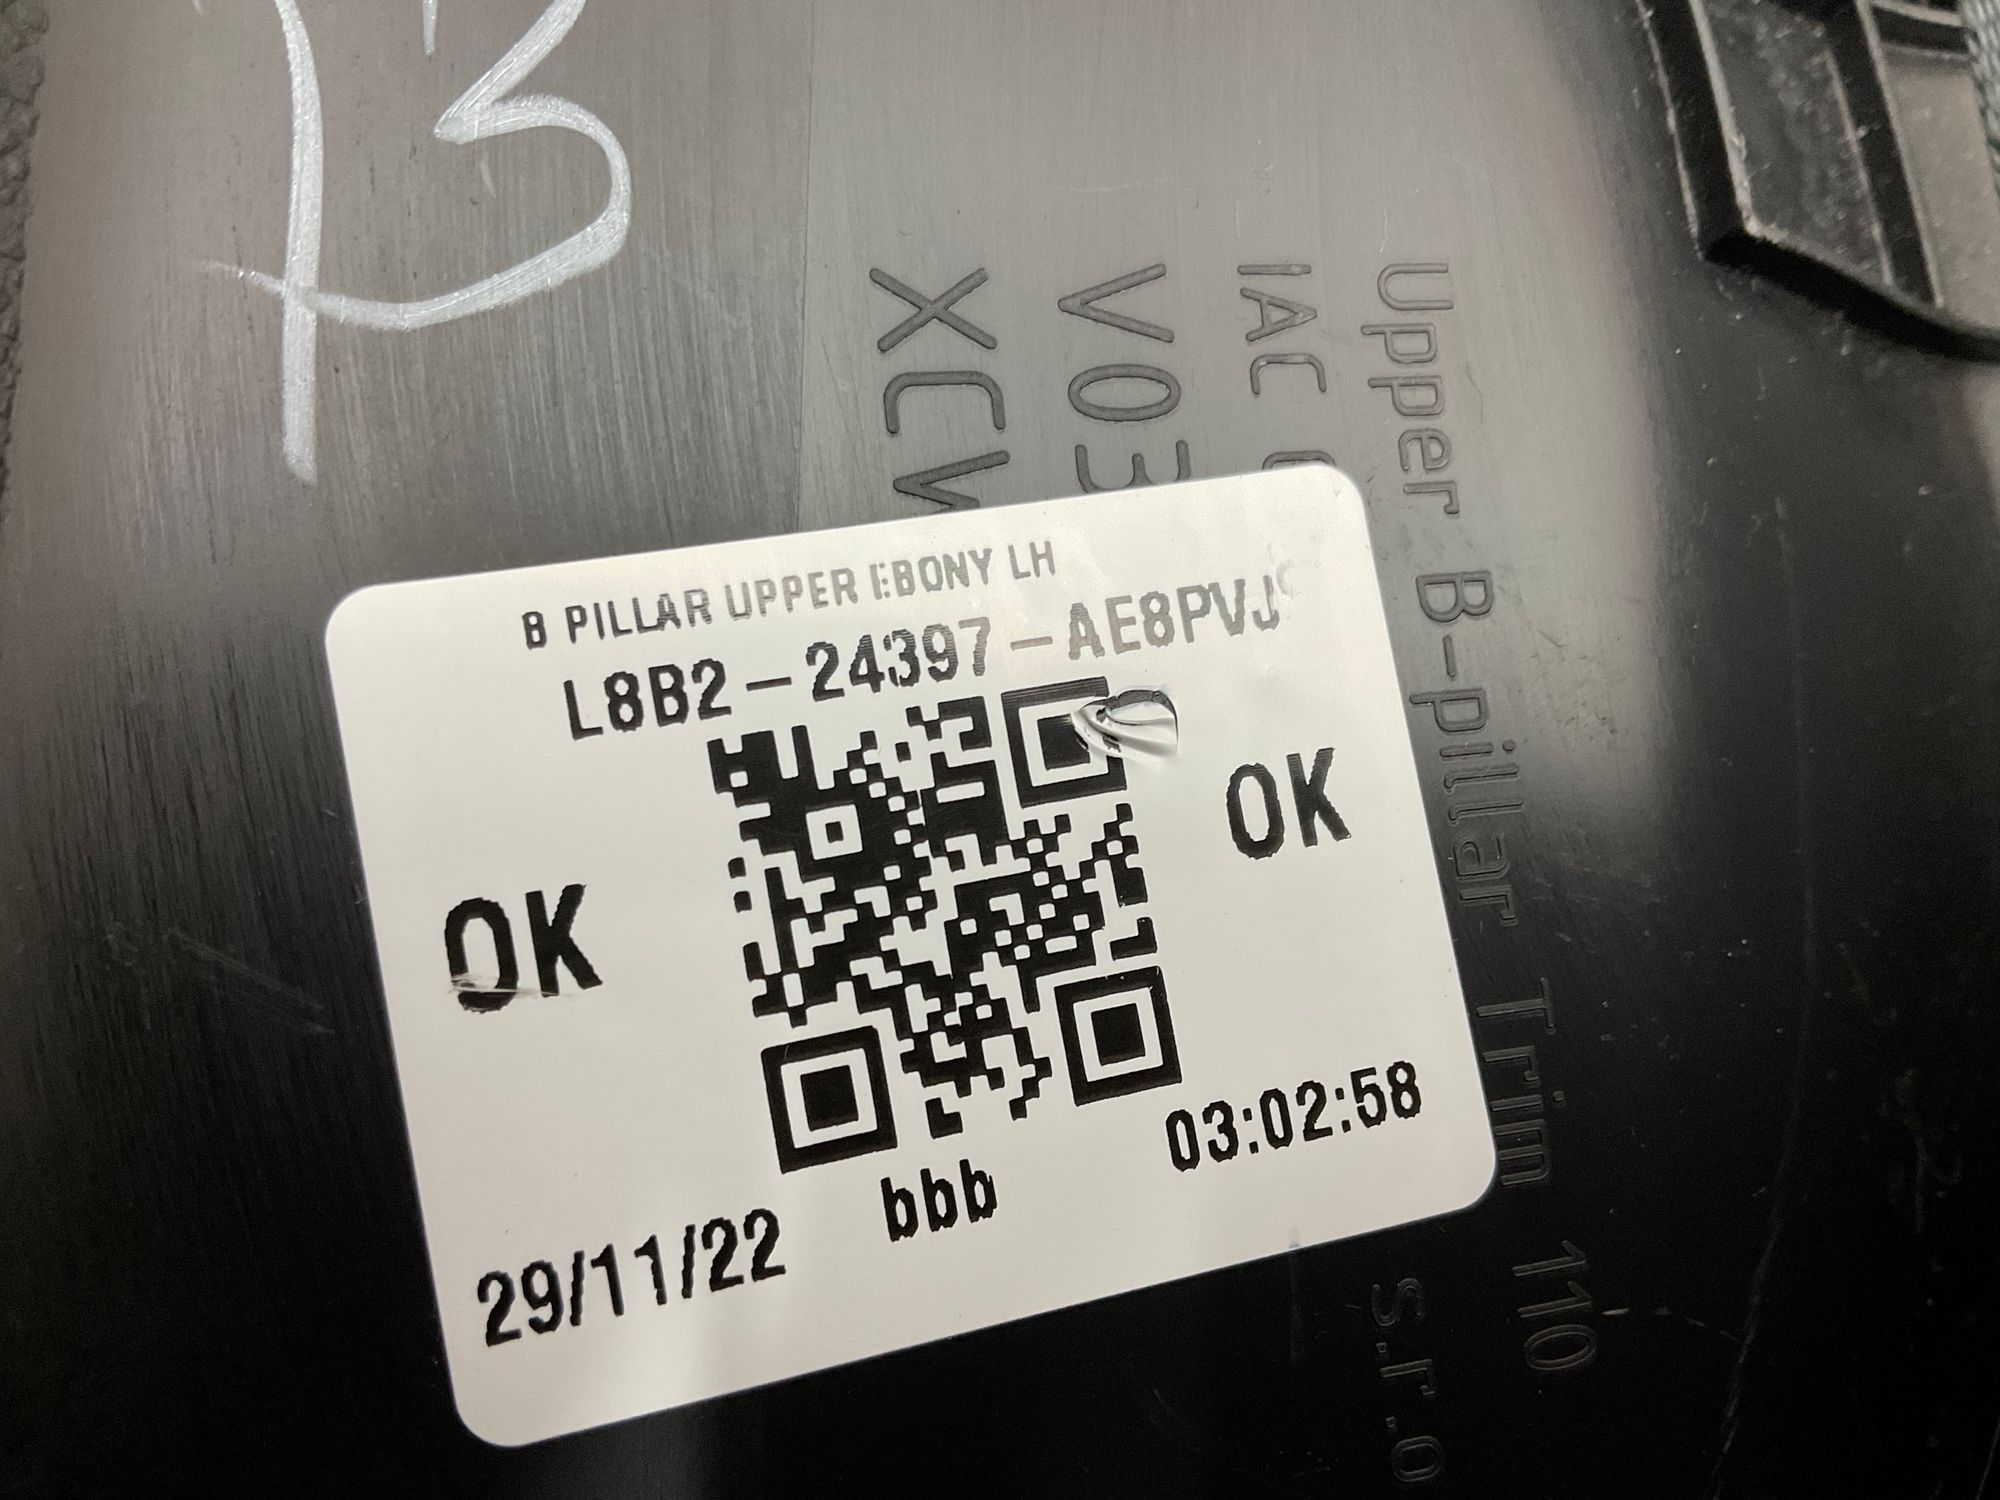 B PILLAR UPPER EBONY LH
L8B2-24397-AE8PVJ
OK
OK
03:02:58
bbb
29/11/22
Upper B-pillar Trim 110
IAC
s.r.o
V03